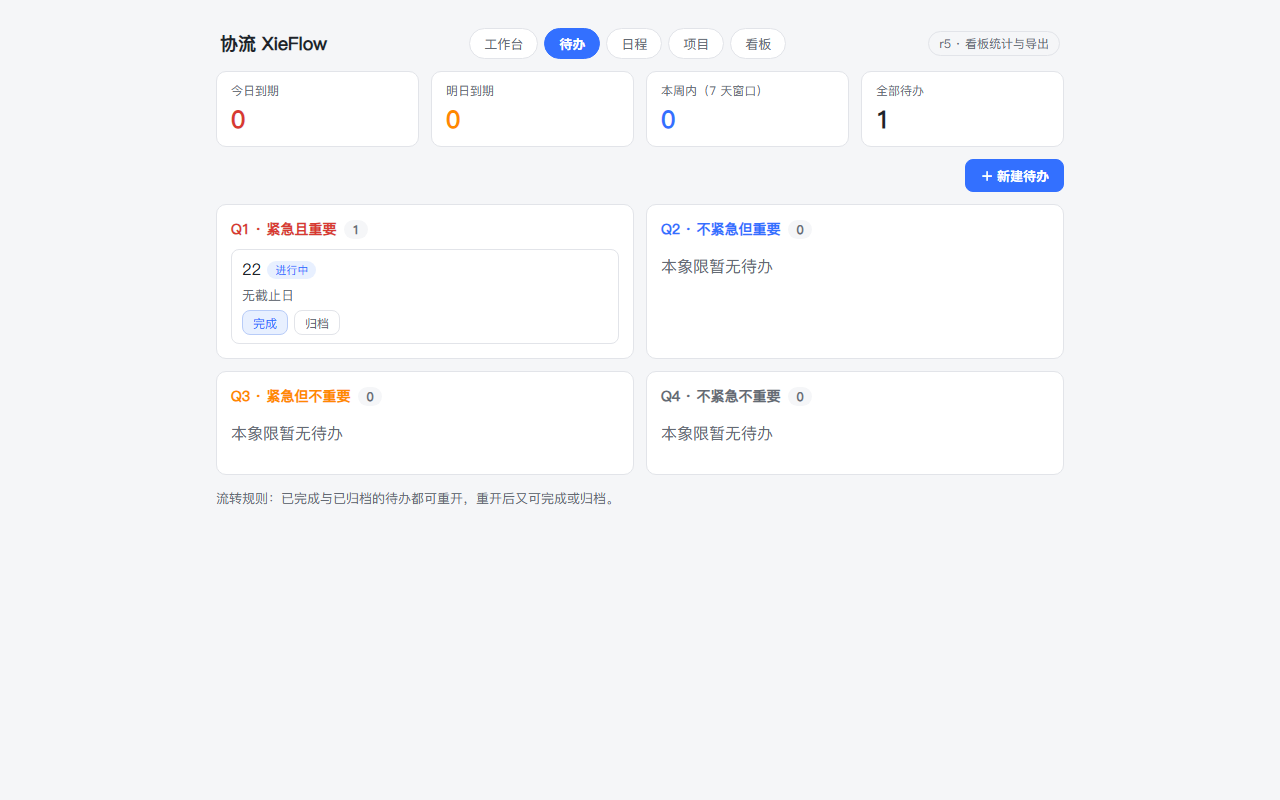 协流 XieFlow
工作台 待办 日程 项目 看板
r5 · 看板统计与导出
今日到期
0
明日到期
0
本周内（7 天窗口）
0
全部待办
1
＋ 新建待办
Q1 · 紧急且重要 1
22 进行中
无截止日
完成 归档
Q2 · 不紧急但重要 0
本象限暂无待办
Q3 · 紧急但不重要 0
本象限暂无待办
Q4 · 不紧急不重要 0
本象限暂无待办
流转规则：已完成与已归档的待办都可重开，重开后又可完成或归档。